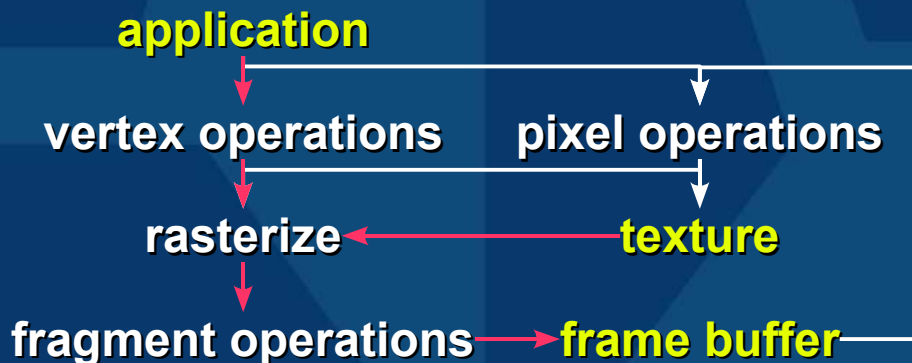 application
vertex operations
pixel operations
rasterize
texture
fragment operations
frame buffer